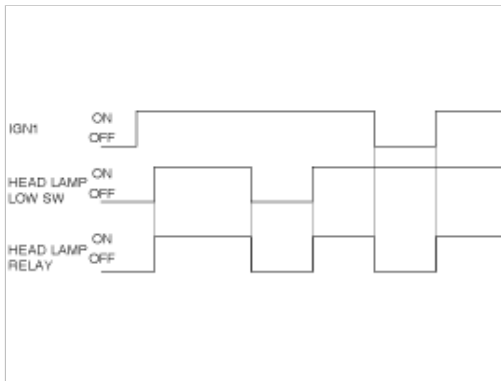 IGN1
ON
OFF
HEAD LAMP
LOW SW
ON
OFF
HEAD LAMP
RELAY
ON
OFF